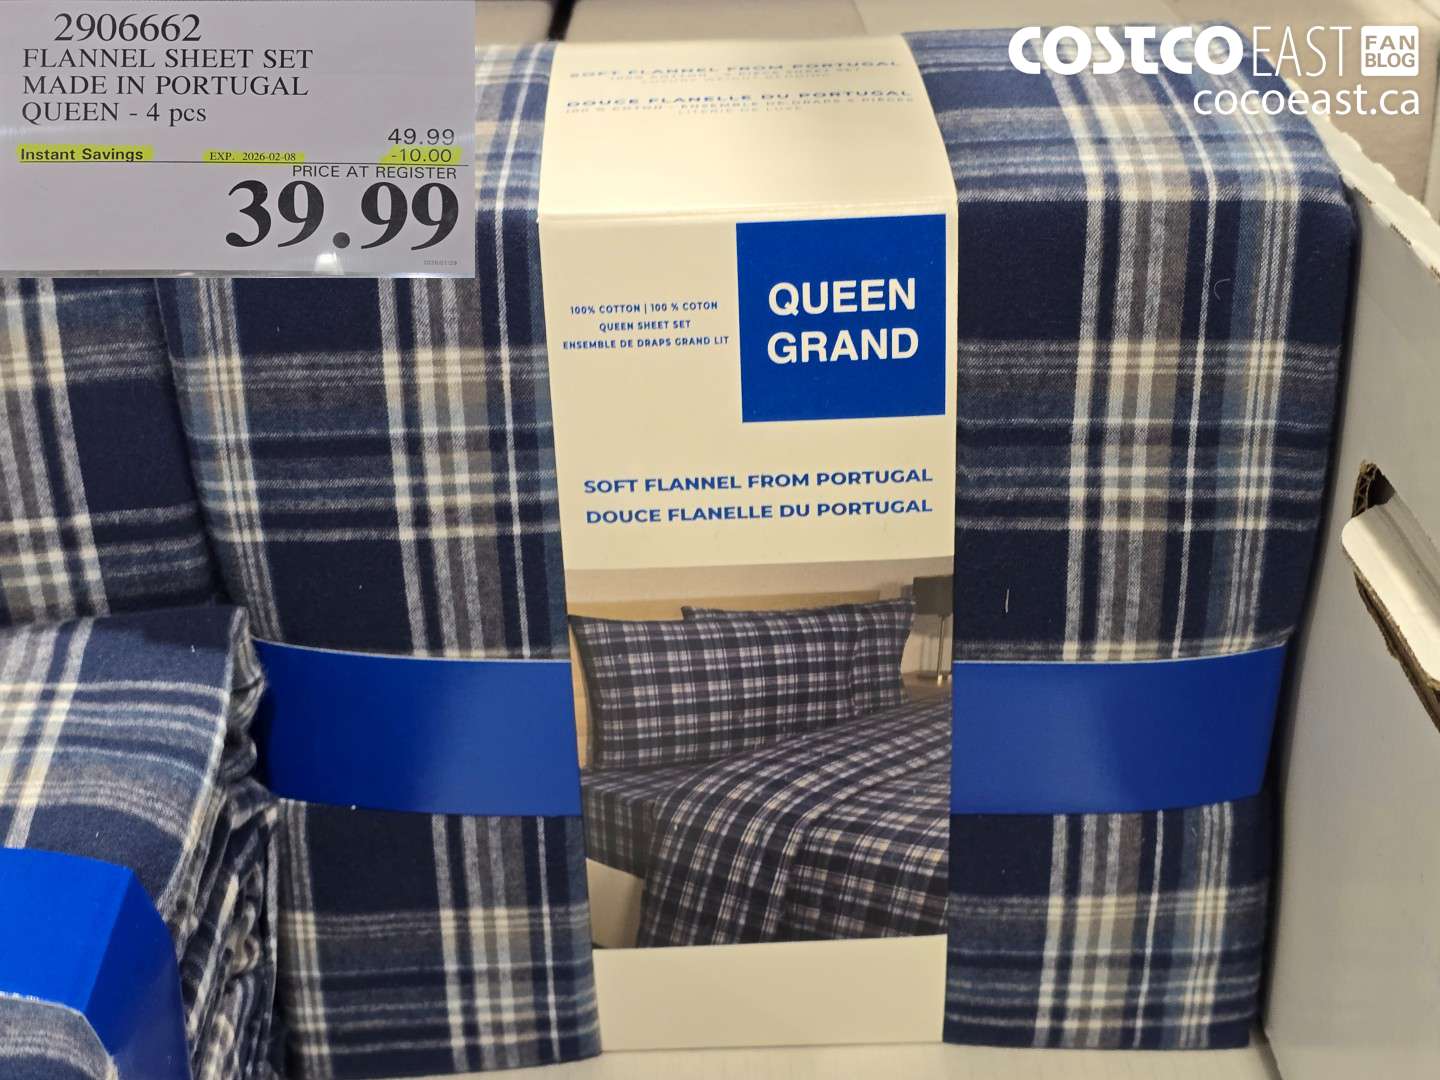 2906662
FLANNEL SHEET SET
MADE IN PORTUGAL
QUEEN - 4 pcs
49.99
Instant Savings EXP. 2026-02-08 -10.00
PRICE AT REGISTER
39.99
COSTCO EAST FAN BLOG
cocoeast.ca
SOFT FLANNEL FROM PORTUGAL
DOUCE FLANELLE DU PORTUGAL
QUEEN
GRAND
100% COTTON | 100 % COTON
QUEEN SHEET SET
ENSEMBLE DE DRAPS GRAND LIT
SOFT FLANNEL FROM PORTUGAL
DOUCE FLANELLE DU PORTUGAL